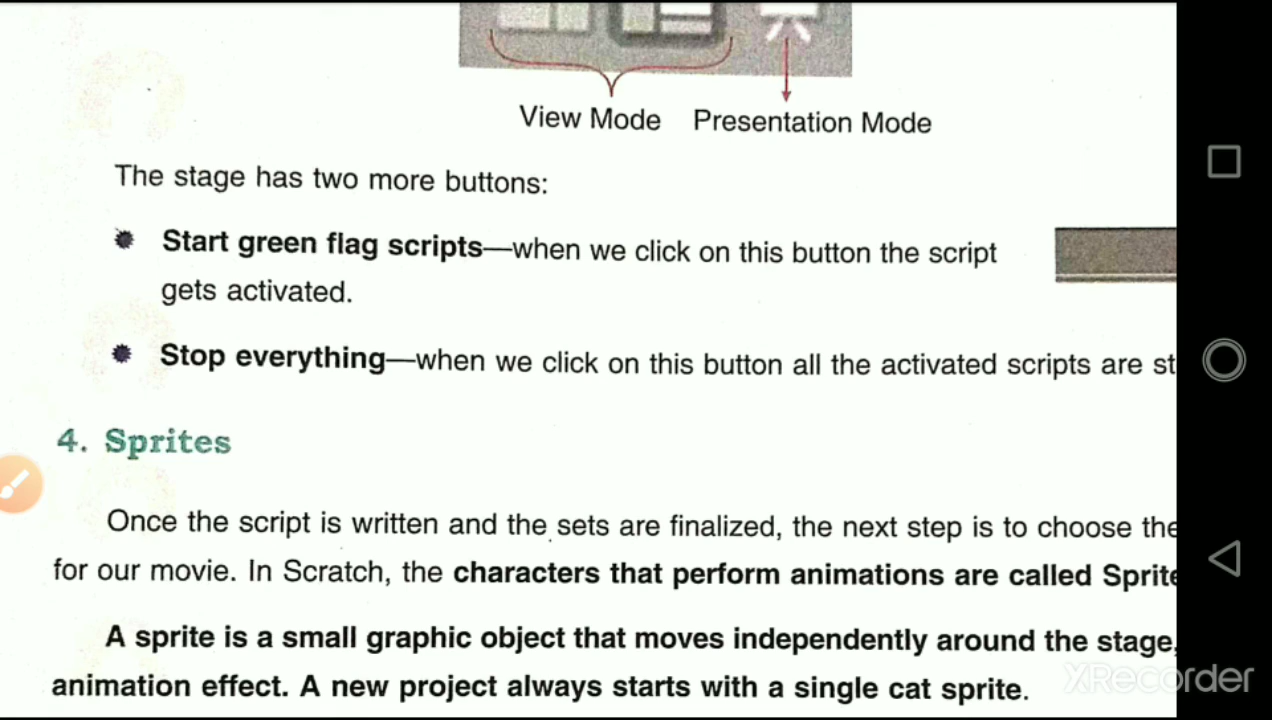 View Mode Presentation Mode
The stage has two more buttons:
Start green flag scripts—when we click on this button the script
gets activated.
Stop everything—when we click on this button all the activated scripts are st
4. Sprites
Once the script is written and the sets are finalized, the next step is to choose the
for our movie. In Scratch, the characters that perform animations are called Sprite
A sprite is a small graphic object that moves independently around the stage,
animation effect. A new project always starts with a single cat sprite.
XRecorder